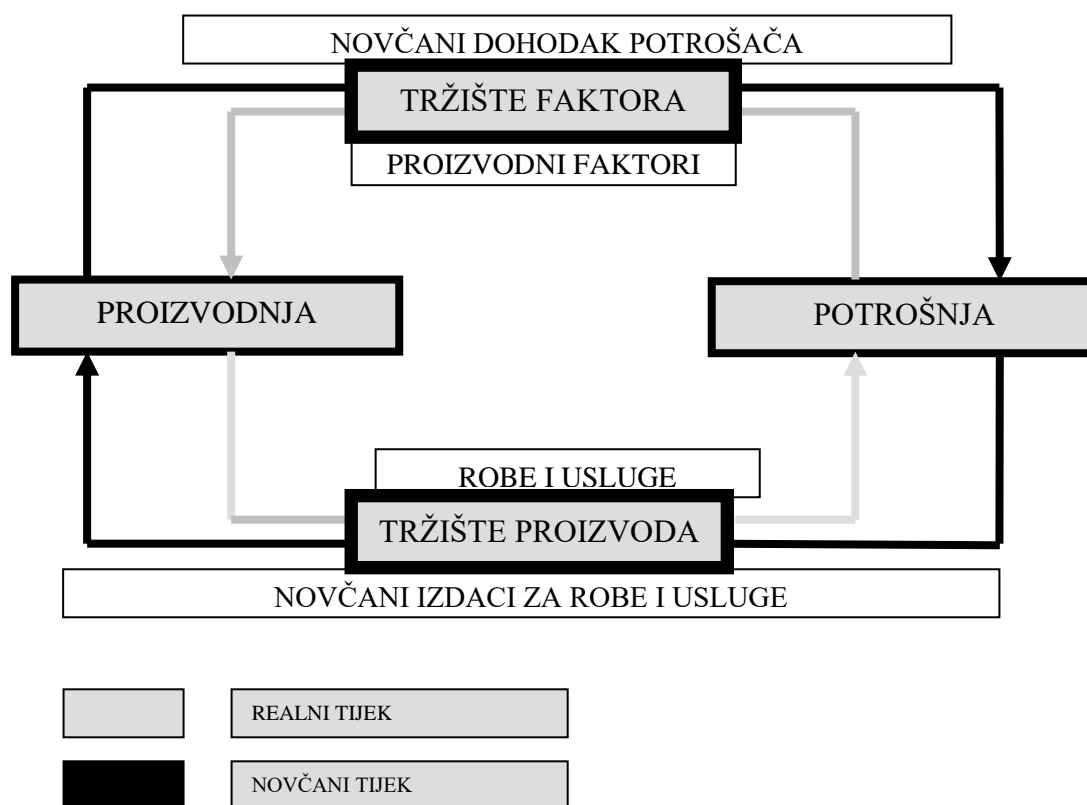 NOVČANI DOHODAK POTROŠAČA
TRŽIŠTE FAKTORA
PROIZVODNI FAKTORI
PROIZVODNJA
POTROŠNJA
ROBE I USLUGE
TRŽIŠTE PROIZVODA
NOVČANI IZDACI ZA ROBE I USLUGE
REALNI TIJEK
NOVČANI TIJEK